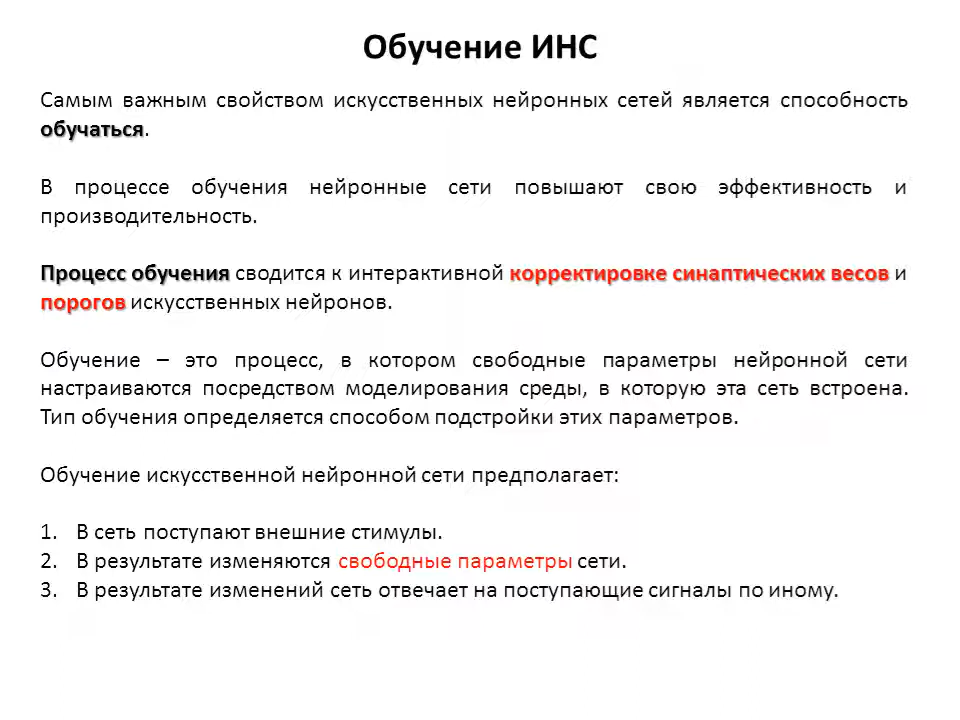 Обучение ИНС
Самым важным свойством искусственных нейронных сетей является способность
обучаться.
В процессе обучения нейронные сети повышают свою эффективность и
производительность.
Процесс обучения сводится к интерактивной корректировке синаптических весов и
порогов искусственных нейронов.
Обучение – это процесс, в котором свободные параметры нейронной сети
настраиваются посредством моделирования среды, в которую эта сеть встроена.
Тип обучения определяется способом подстройки этих параметров.
Обучение искусственной нейронной сети предполагает:
1. В сеть поступают внешние стимулы.
2. В результате изменяются свободные параметры сети.
3. В результате изменений сеть отвечает на поступающие сигналы по иному.